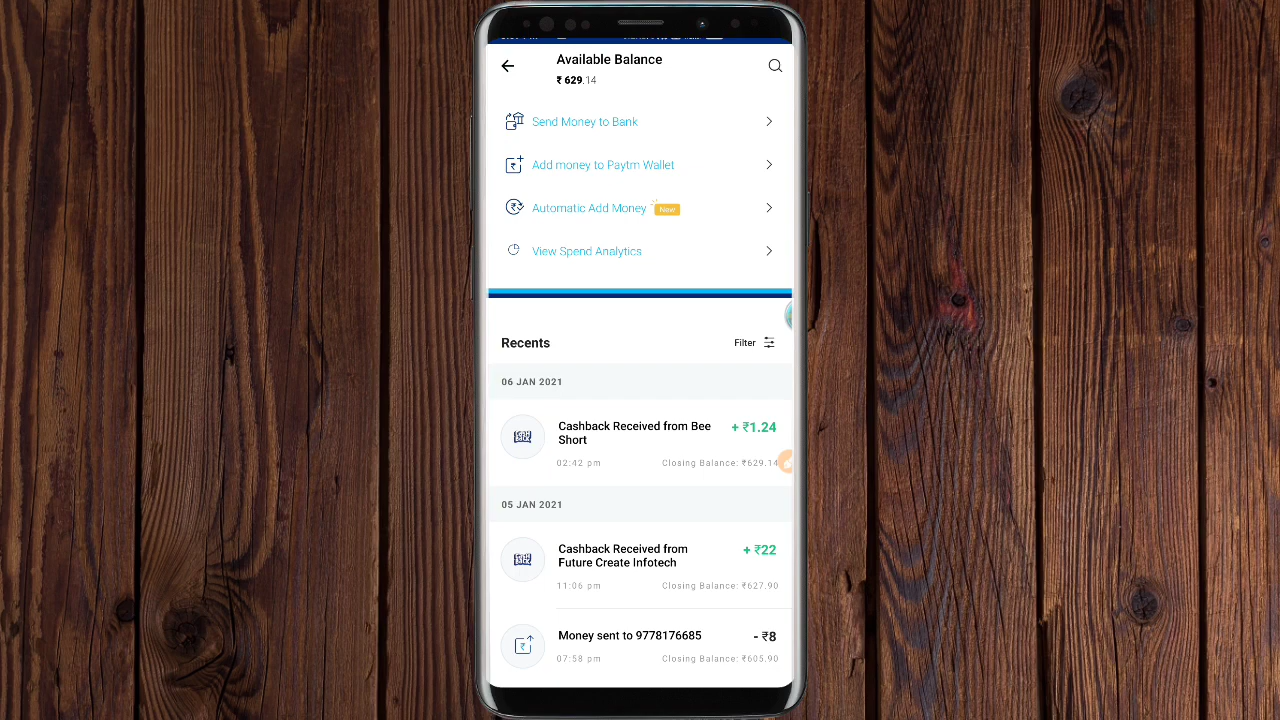 Available Balance
₹ 629.14
Send Money to Bank
Add money to Paytm Wallet
Automatic Add Money New
View Spend Analytics
Recents
Filter
06 JAN 2021
Cashback Received from Bee
Short
+ ₹1.24
02:42 pm
Closing Balance: ₹629.14
05 JAN 2021
Cashback Received from
Future Create Infotech
+ ₹22
11:06 pm
Closing Balance: ₹627.90
Money sent to 9778176685
- ₹8
07:58 pm
Closing Balance: ₹605.90